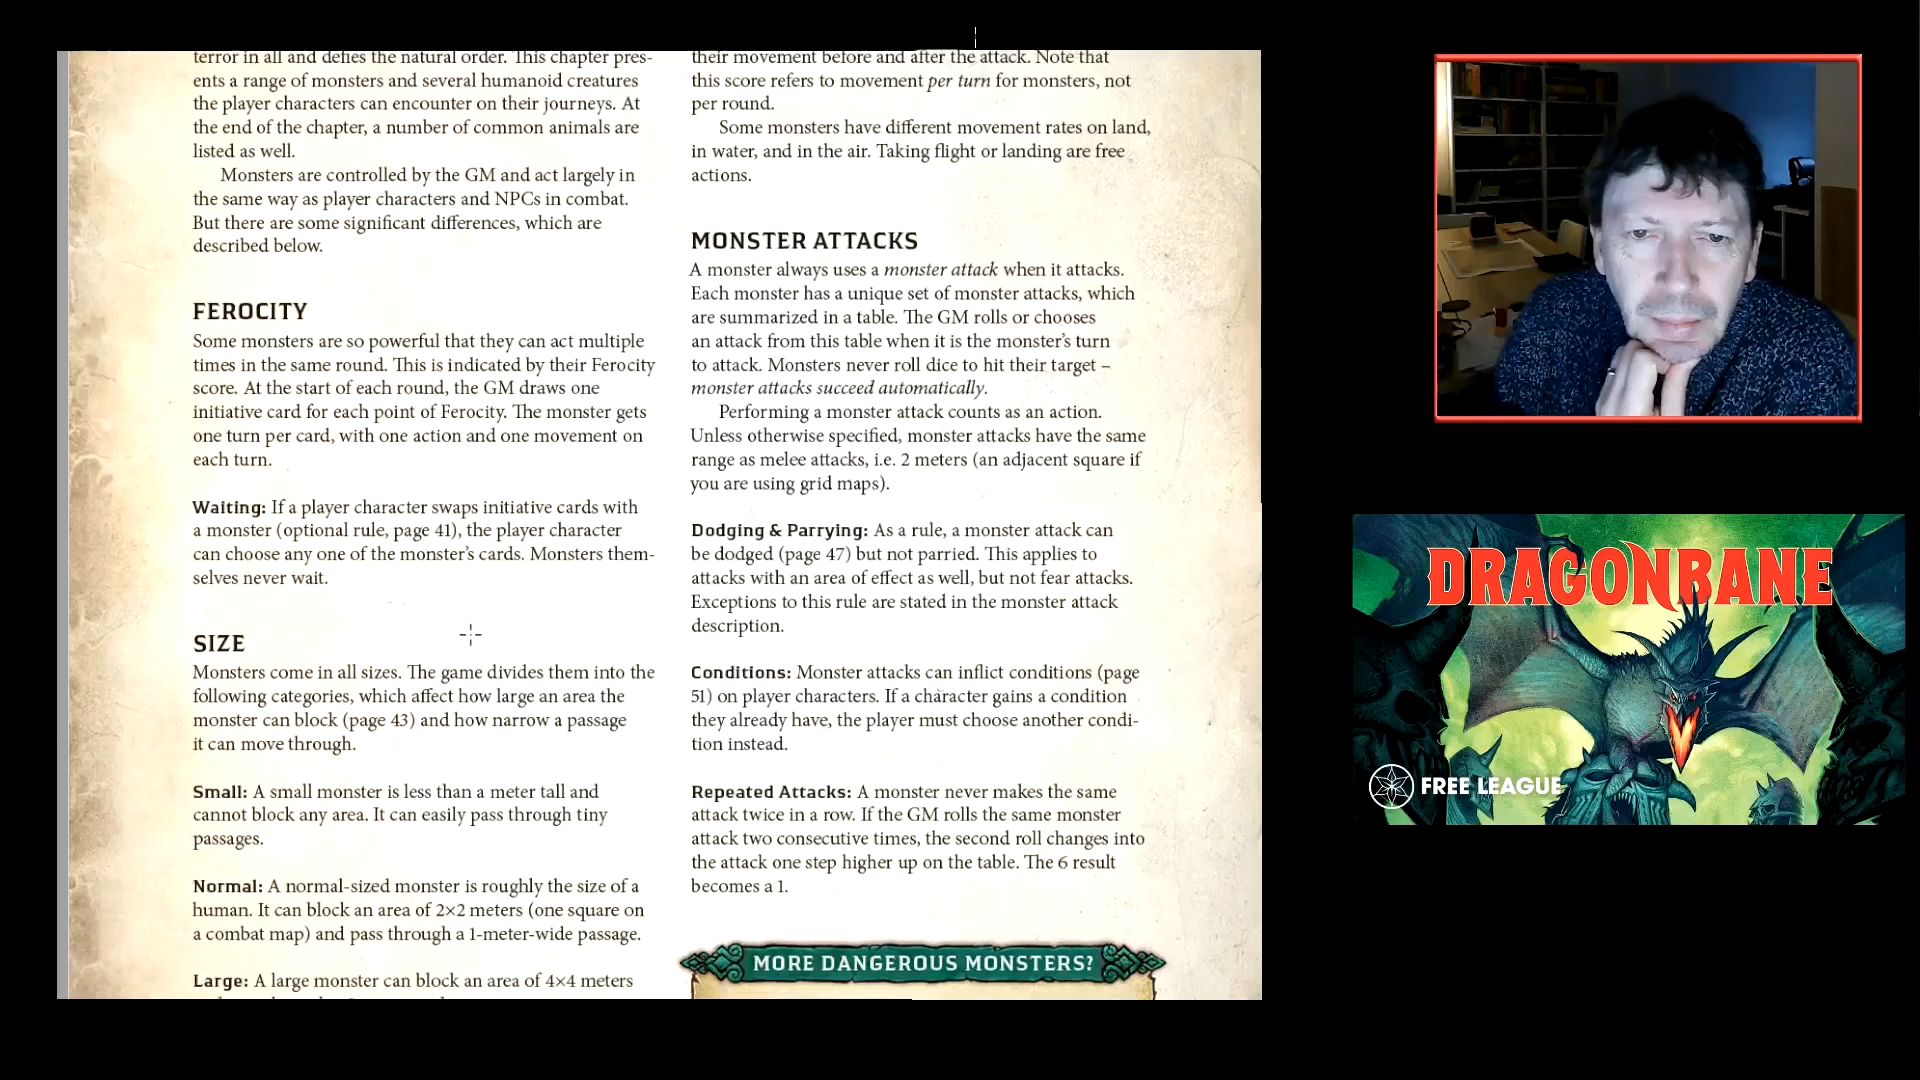 terror in all and defies the natural order. This chapter pres-
ents a range of monsters and several humanoid creatures
the player characters can encounter on their journeys. At
the end of the chapter, a number of common animals are
listed as well.
Monsters are controlled by the GM and act largely in
the same way as player characters and NPCs in combat.
But there are some significant differences, which are
described below.
FEROCITY
Some monsters are so powerful that they can act multiple
times in the same round. This is indicated by their Ferocity
score. At the start of each round, the GM draws one
initiative card for each point of Ferocity. The monster gets
one turn per card, with one action and one movement on
each turn.
Waiting: If a player character swaps initiative cards with
a monster (optional rule, page 41), the player character
can choose any one of the monster's cards. Monsters them-
selves never wait.
SIZE
Monsters come in all sizes. The game divides them into the
following categories, which affect how large an area the
monster can block (page 43) and how narrow a passage
it can move through.
Small: A small monster is less than a meter tall and
cannot block any area. It can easily pass through tiny
passages.
Normal: A normal-sized monster is roughly the size of a
human. It can block an area of 2×2 meters (one square on
a combat map) and pass through a 1-meter-wide passage.
Large: A large monster can block an area of 4×4 meters
their movement before and after the attack. Note that
this score refers to movement per turn for monsters, not
per round.
Some monsters have different movement rates on land,
in water, and in the air. Taking flight or landing are free
actions.
MONSTER ATTACKS
A monster always uses a monster attack when it attacks.
Each monster has a unique set of monster attacks, which
are summarized in a table. The GM rolls or chooses
an attack from this table when it is the monster's turn
to attack. Monsters never roll dice to hit their target –
monster attacks succeed automatically.
Performing a monster attack counts as an action.
Unless otherwise specified, monster attacks have the same
range as melee attacks, i.e. 2 meters (an adjacent square if
you are using grid maps).
Dodging & Parrying: As a rule, a monster attack can
be dodged (page 47) but not parried. This applies to
attacks with an area of effect as well, but not fear attacks.
Exceptions to this rule are stated in the monster attack
description.
Conditions: Monster attacks can inflict conditions (page
51) on player characters. If a character gains a condition
they already have, the player must choose another condi-
tion instead.
Repeated Attacks: A monster never makes the same
attack twice in a row. If the GM rolls the same monster
attack two consecutive times, the second roll changes into
the attack one step higher up on the table. The 6 result
becomes a 1.
MORE DANGEROUS MONSTERS?
DRAGONBANE
FREE LEAGUE